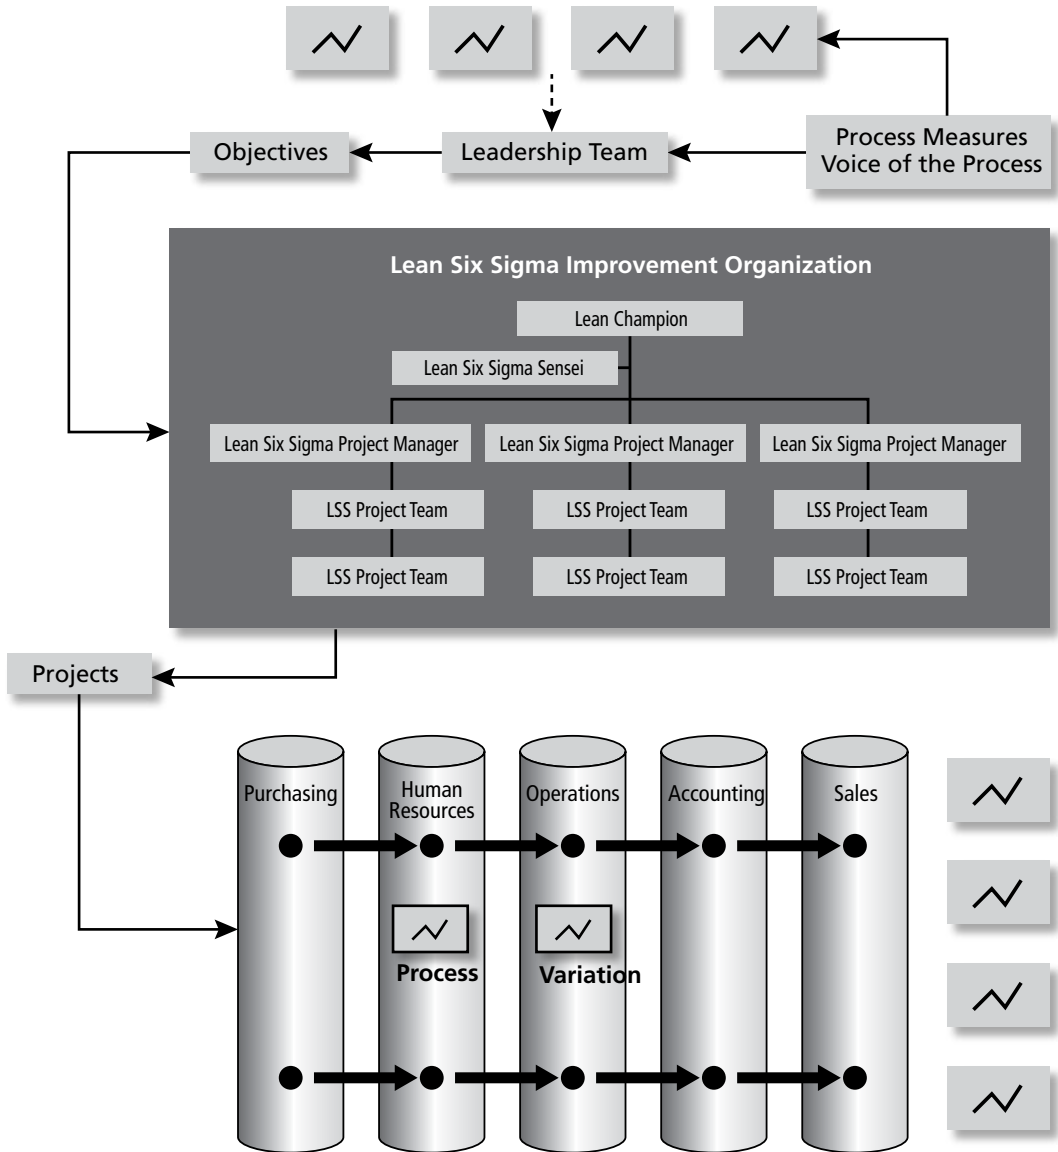 Objectives
Leadership Team
Process Measures
Voice of the Process
Lean Six Sigma Improvement Organization
Lean Champion
Lean Six Sigma Sensei
Lean Six Sigma Project Manager
Lean Six Sigma Project Manager
Lean Six Sigma Project Manager
LSS Project Team
LSS Project Team
LSS Project Team
LSS Project Team
LSS Project Team
LSS Project Team
Projects
Purchasing
Human
Resources
Operations
Accounting
Sales
Process
Variation